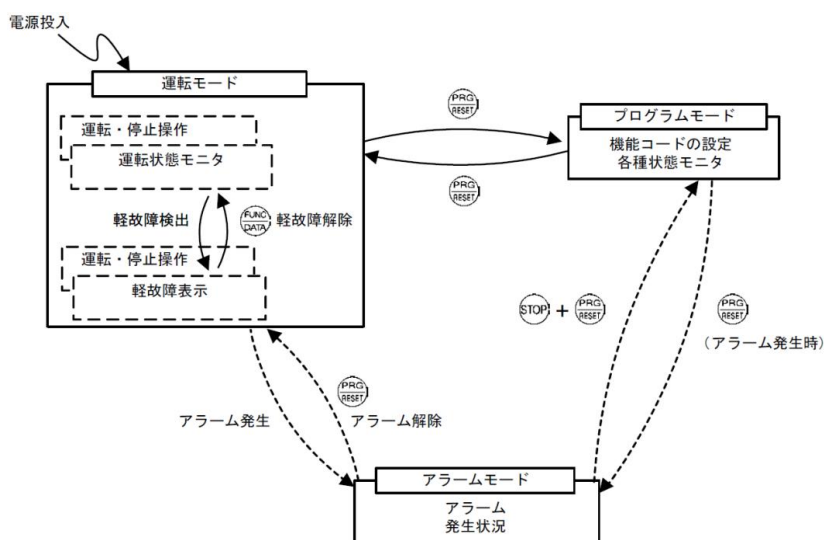 電源投入
運転モード
運転・停止操作
運転状態モニタ
軽故障検出
FUNC
DATA
軽故障解除
運転・停止操作
軽故障表示
PRG
RESET
PRG
RESET
プログラムモード
機能コードの設定
各種状態モニタ
STOP + PRG
RESET
PRG
RESET
(アラーム発生時)
アラーム発生
PRG
RESET
アラーム解除
アラームモード
アラーム
発生状況